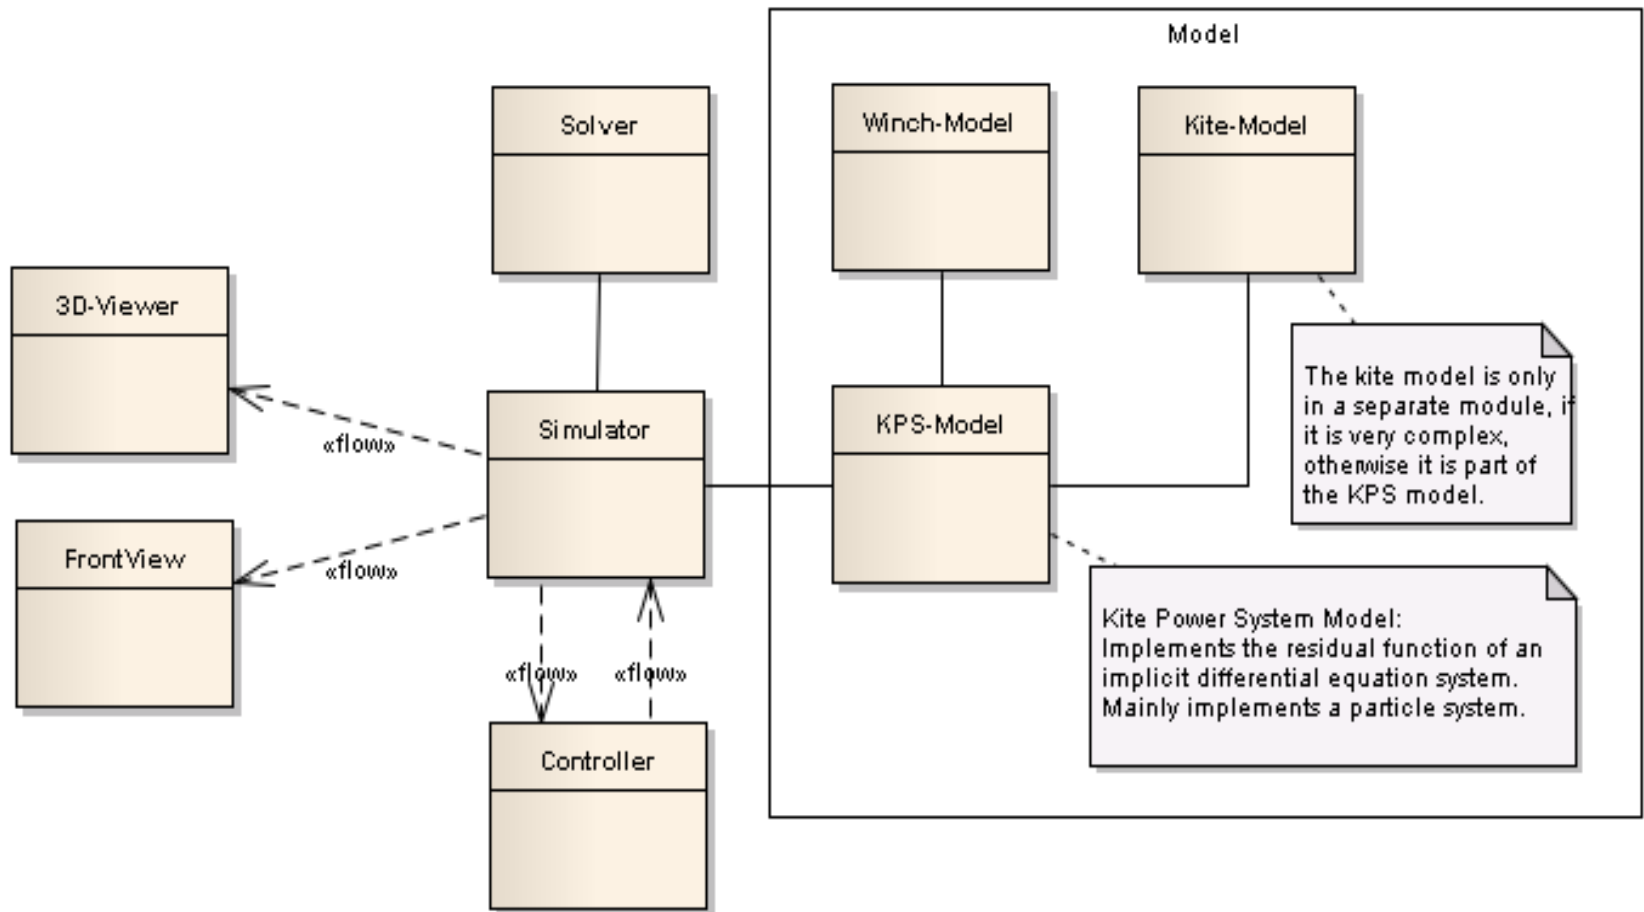 Model
Solver
Winch-Model
Kite-Model
3D-Viewer
The kite model is only
in a separate module, if
it is very complex,
otherwise it is part of
the KPS model.
Simulator
KPS-Model
«flow»
FrontView
«flow»
Kite Power System Model:
Implements the residual function of an
implicit differential equation system.
Mainly implements a particle system.
«flow»
«flow»
Controller